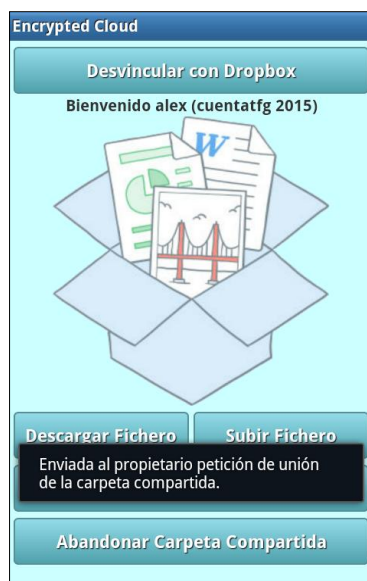 Encrypted Cloud
Desvincular con Dropbox
Bienvenido alex (cuentatfg 2015)
W
Descargar Fichero
Subir Fichero
Enviada al propietario petición de unión
de la carpeta compartida.
Abandonar Carpeta Compartida